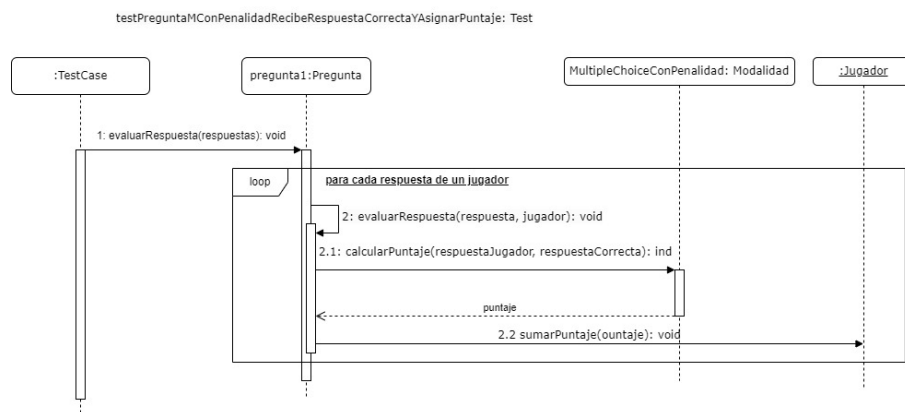 testPreguntaMConPenalidadRecibeRespuestaCorrectaYAsignarPuntaje: Test
:TestCase
pregunta1:Pregunta
MultipleChoiceConPenalidad: Modalidad
:Jugador
1: evaluarRespuesta(respuestas): void
loop
para cada respuesta de un jugador
2: evaluarRespuesta(respuesta, jugador): void
2.1: calcularPuntaje(respuestaJugador, respuestaCorrecta): ind
puntaje
2.2 sumarPuntaje(ountaje): void